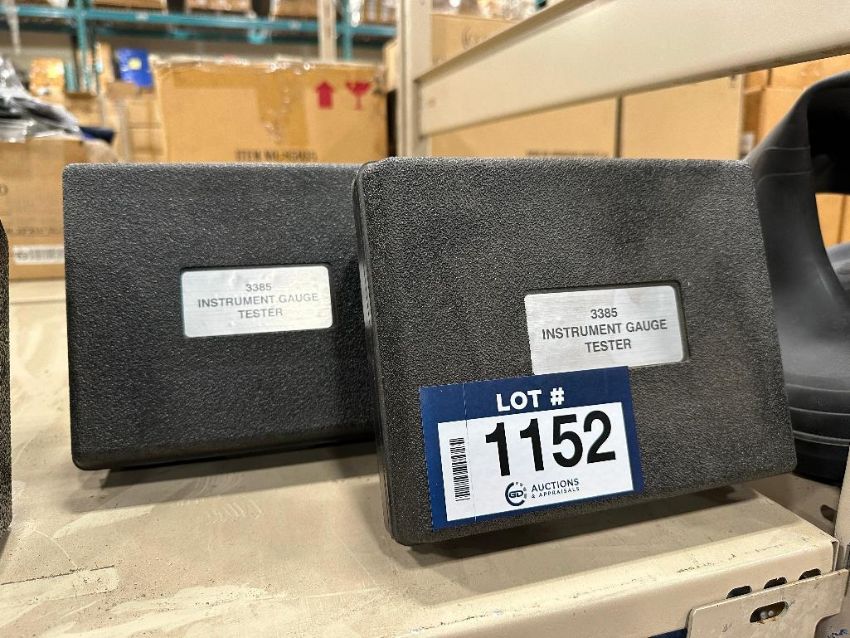 3385
INSTRUMENT GAUGE
TESTER
3385
INSTRUMENT GAUGE
TESTER
LOT #
1152
GD
AUCTIONS
& APPRAISALS